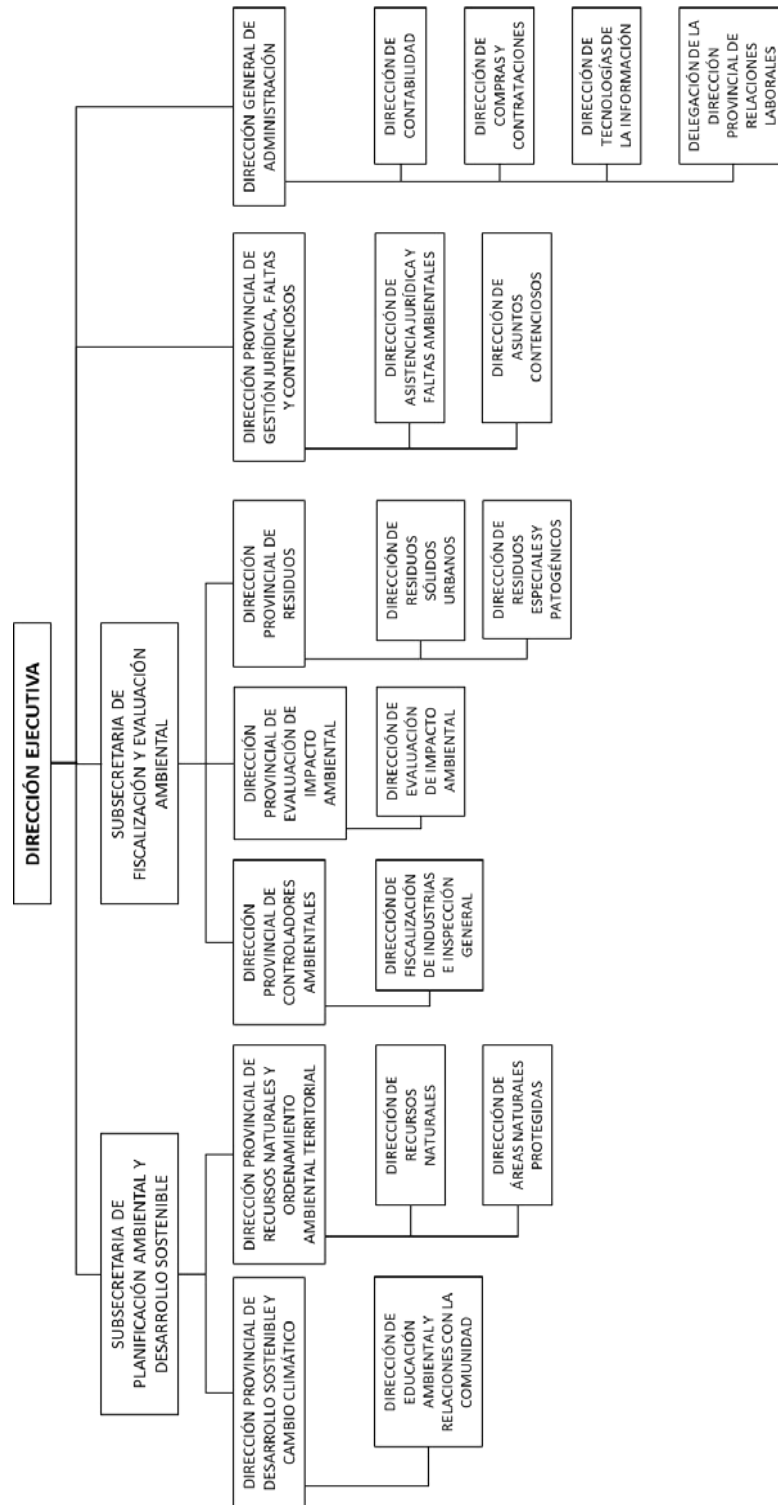 DIRECCIÓN EJECUTIVA
SUBSECRETARIA DE
PLANIFICACIÓN AMBIENTAL Y
DESARROLLO SOSTENIBLE
SUBSECRETARIA DE
FISCALIZACIÓN Y EVALUACIÓN
AMBIENTAL
DIRECCIÓN PROVINCIAL DE
DESARROLLO SOSTENIBLE Y
CAMBIO CLIMÁTICO
DIRECCIÓN PROVINCIAL DE
RECURSOS NATURALES Y
ORDENAMIENTO
AMBIENTAL TERRITORIAL
DIRECCIÓN
PROVINCIAL DE
CONTROLADORES
AMBIENTALES
DIRECCIÓN
PROVINCIAL DE
EVALUACIÓN DE
IMPACTO
AMBIENTAL
DIRECCIÓN
PROVINCIAL DE
RESIDUOS
DIRECCIÓN PROVINCIAL DE
GESTIÓN JURÍDICA, FALTAS
Y CONTENCIOSOS
DIRECCIÓN GENERAL DE
ADMINISTRACIÓN
DIRECCIÓN DE
EDUCACIÓN
AMBIENTAL Y
RELACIONES CON LA
COMUNIDAD
DIRECCIÓN DE
RECURSOS
NATURALES
DIRECCIÓN DE
ÁREAS NATURALES
PROTEGIDAS
DIRECCIÓN DE
FISCALIZACIÓN
DE INDUSTRIAS
E INSPECCIÓN
GENERAL
DIRECCIÓN DE
EVALUACIÓN
DE IMPACTO
AMBIENTAL
DIRECCIÓN DE
RESIDUOS
SÓLIDOS
URBANOS
DIRECCIÓN DE
RESIDUOS
ESPECIALE SY
PATOGÉNICOS
DIRECCIÓN DE
ASISTENCIA JURÍDICA Y
FALTAS AMBIENTALES
DIRECCIÓN DE
ASUNTOS
CONTENCIOSOS
DIRECCIÓN DE
CONTABILIDAD
DIRECCIÓN DE
COMPRAS Y
CONTRATACIONES
DIRECCIÓN DE
TECNOLOGÍAS DE
LA INFORMACIÓN
DELEGACIÓN DE LA
DIRECCIÓN
PROVINCIAL DE
RELACIONES
LABORALES